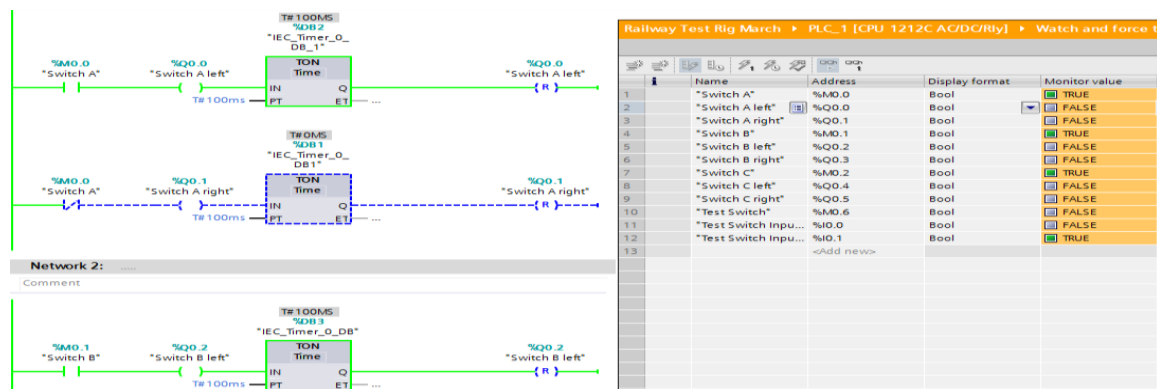 T#100MS
%DB2
"IEC_Timer_0_
DB_1"
%M0.0 %Q0.0 TON %Q0.0
"Switch A" "Switch A left" Time "Switch A left"
IN Q R
T#100ms PT ET ...
T#0MS
%DB1
"IEC_Timer_0_
DB1"
%M0.0 %Q0.1 TON %Q0.1
"Switch A" "Switch A right" Time "Switch A right"
IN Q R
T#100ms PT ET ...
Network 2: .....
Comment
T#100MS
%DB3
"IEC_Timer_0_DB"
%M0.1 %Q0.2 TON %Q0.2
"Switch B" "Switch B left" Time "Switch B left"
IN Q R
T#100ms PT ET ...
Railway Test Rig March PLC_1 [CPU 1212C AC/DC/Rly] Watch and force t
i Name Address Display format Monitor value
1 "Switch A" %M0.0 Bool TRUE
2 "Switch A left" %Q0.0 Bool FALSE
3 "Switch A right" %Q0.1 Bool FALSE
4 "Switch B" %M0.1 Bool TRUE
5 "Switch B left" %Q0.2 Bool FALSE
6 "Switch B right" %Q0.3 Bool FALSE
7 "Switch C" %M0.2 Bool TRUE
8 "Switch C left" %Q0.4 Bool FALSE
9 "Switch C right" %Q0.5 Bool FALSE
10 "Test Switch" %M0.6 Bool FALSE
11 "Test Switch Inpu... %I0.0 Bool FALSE
12 "Test Switch Inpu... %I0.1 Bool TRUE
13 <Add new>